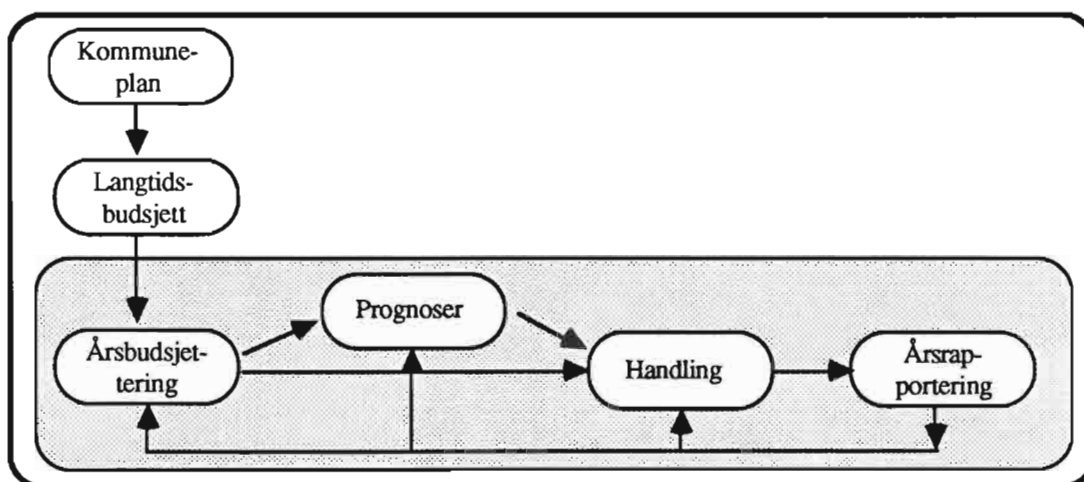 Kommune-
plan
Langtids-
budsjett
Prognoser
Årsbudsjet-
tering
Handling
Årsrap-
portering